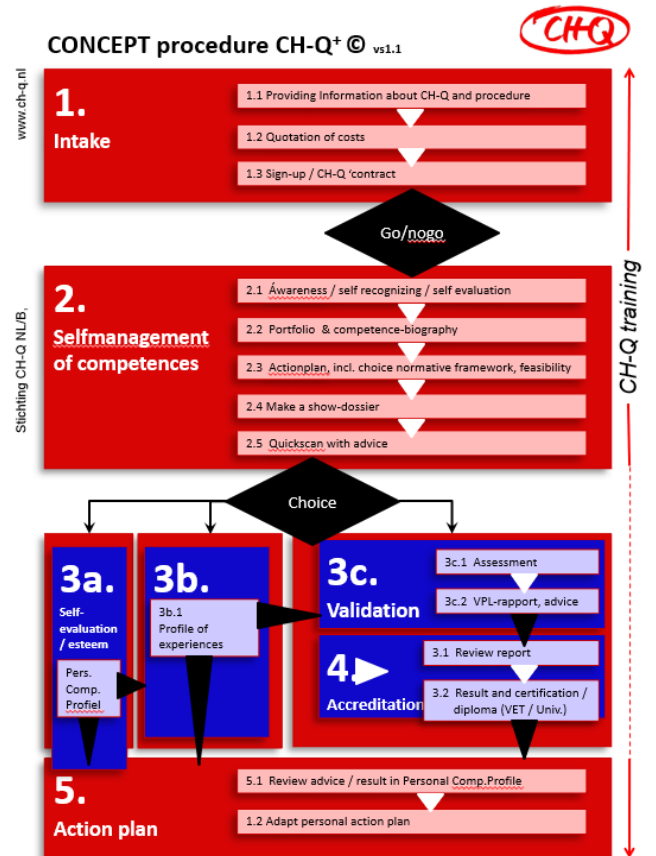 CH-Q
CONCEPT procedure CH-Q+ © vs1.1
www.ch-q.nl
1.
Intake
1.1 Providing Information about CH-Q and procedure
1.2 Quotation of costs
1.3 Sign-up / CH-Q ‘contract
Go/nogo
CH-Q training
Stichting CH-Q NL/B,
2.
Selfmanagement
of competences
2.1 Áwareness / self recognizing / self evaluation
2.2 Portfolio & competence-biography
2.3 Actionplan, incl. choice normative framework, feasibility
2.4 Make a show-dossier
2.5 Quickscan with advice
Choice
3a.
Self-
evaluation
/ esteem
Pers.
Comp.
Profiel
3b.
3b.1
Profile of
experiences
3c.
Validation
3c.1 Assessment
3c.2 VPL-rapport, advice
4.
Accreditation
3.1 Review report
3.2 Result and certification /
diploma (VET / Univ.)
5.
Action plan
5.1 Review advice / result in Personal Comp.Profile
1.2 Adapt personal action plan